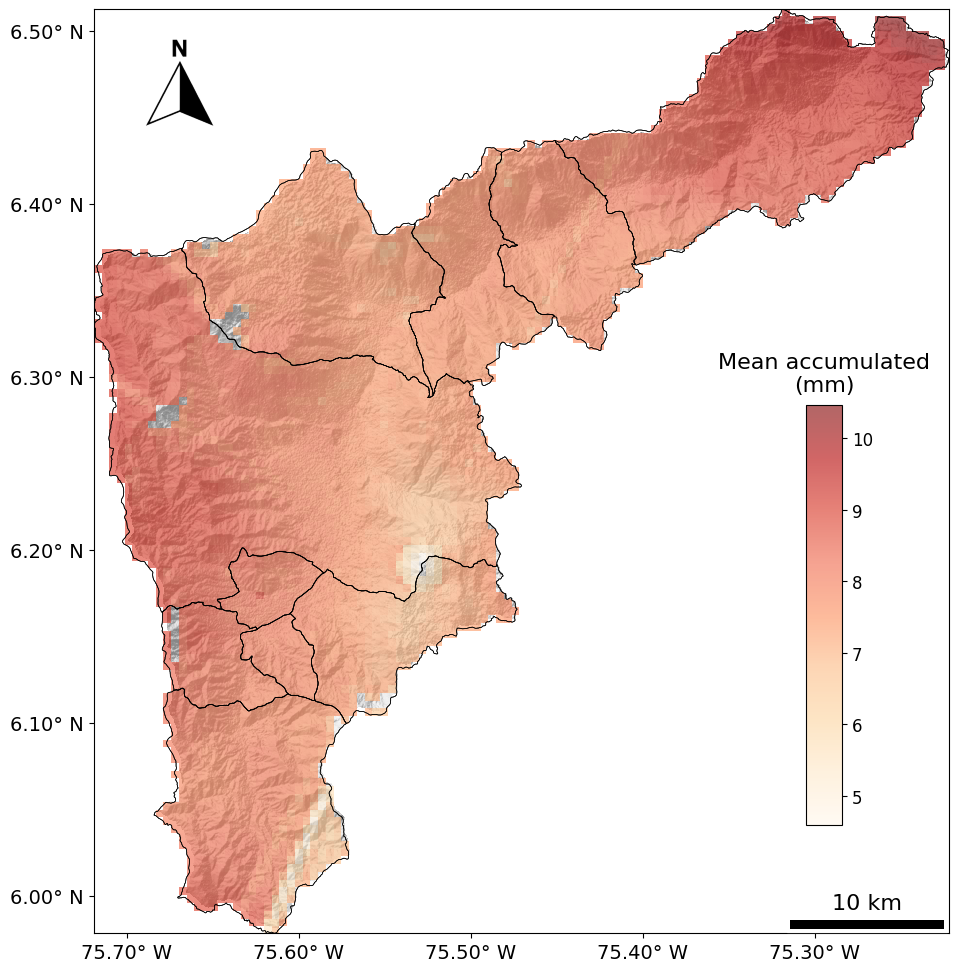 6.50° N
N
6.40° N
6.30° N
Mean accumulated
(mm)
10
9
6.20° N
8
7
6.10° N
6
5
6.00° N
10 km
75.70° W
75.60° W
75.50° W
75.40° W
75.30° W